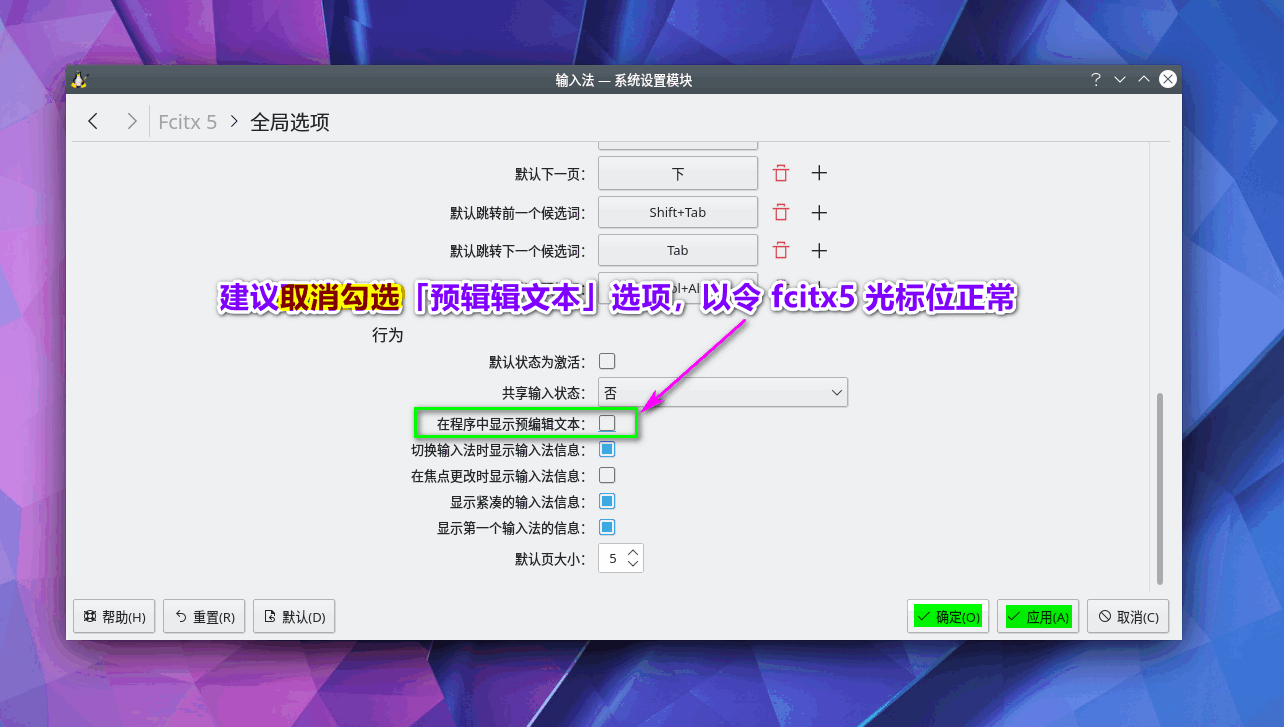 输入法 — 系统设置模块
Fcitx 5 > 全局选项
默认下一页: 下
默认跳转前一个候选词: Shift+Tab
默认跳转下一个候选词: Tab
建议取消勾选「预辑辑文本」选项，以令 fcitx5 光标位正常
行为
默认状态为激活:
共享输入状态: 否
在程序中显示预编辑文本:
切换输入法时显示输入法信息:
在焦点更改时显示输入法信息:
显示紧凑的输入法信息:
显示第一个输入法的信息:
默认页大小: 5
帮助(H) 重置(R) 默认(D) 确定(O) 应用(A) 取消(C)